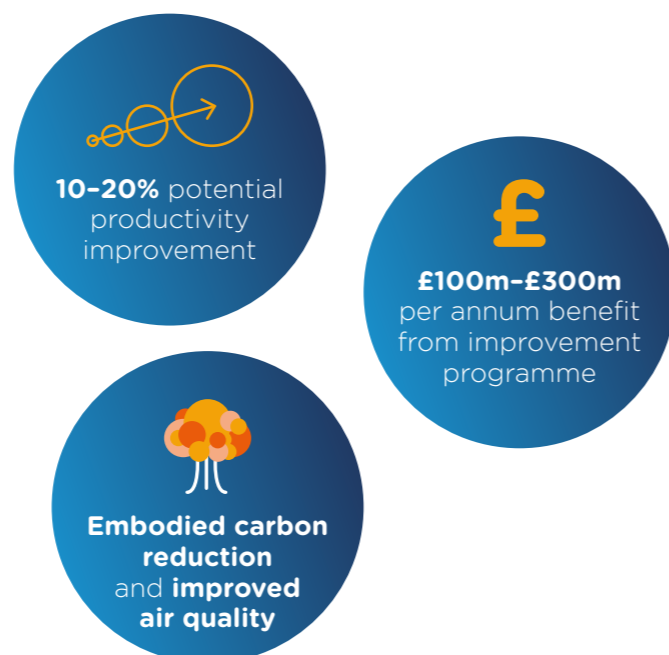 10–20% potential
productivity
improvement
£
£100m–£300m
per annum benefit
from improvement
programme
Embodied carbon
reduction
and improved
air quality